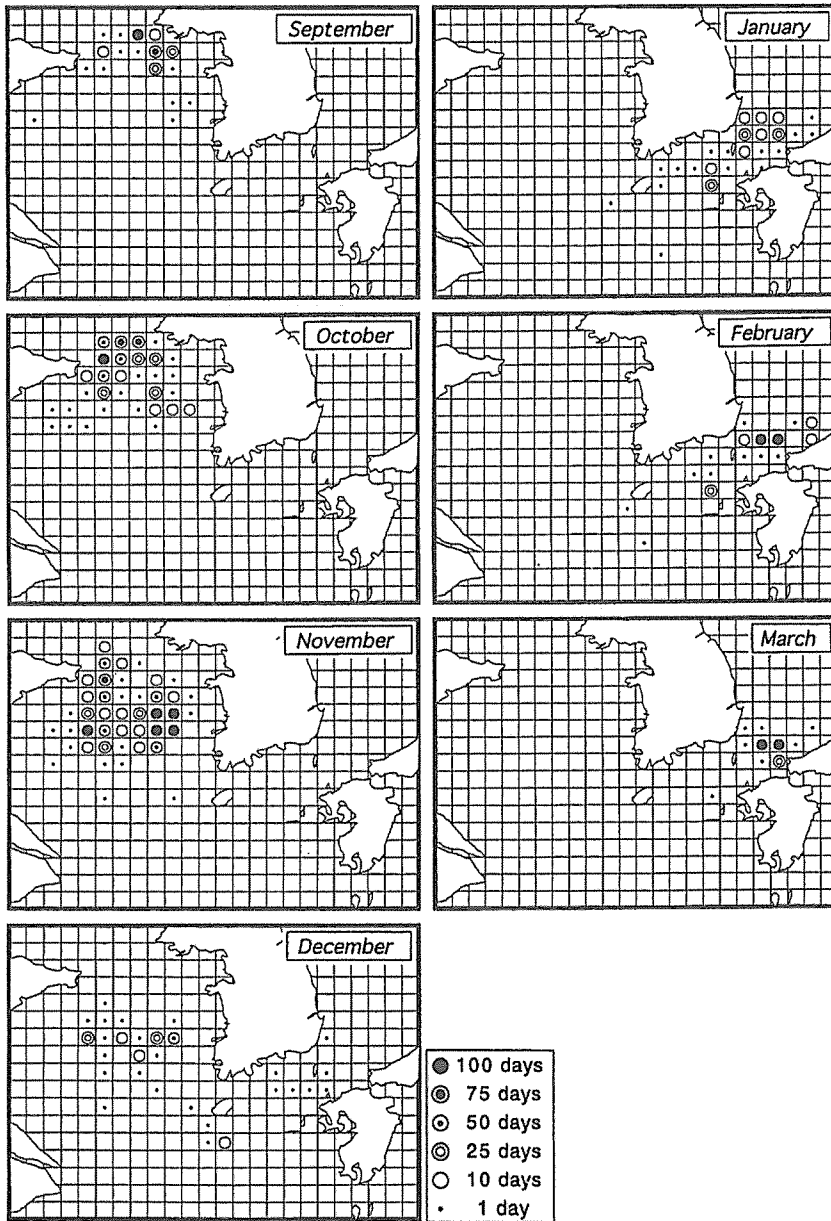 September
January
October
February
November
March
December
100 days
75 days
50 days
25 days
10 days
1 day